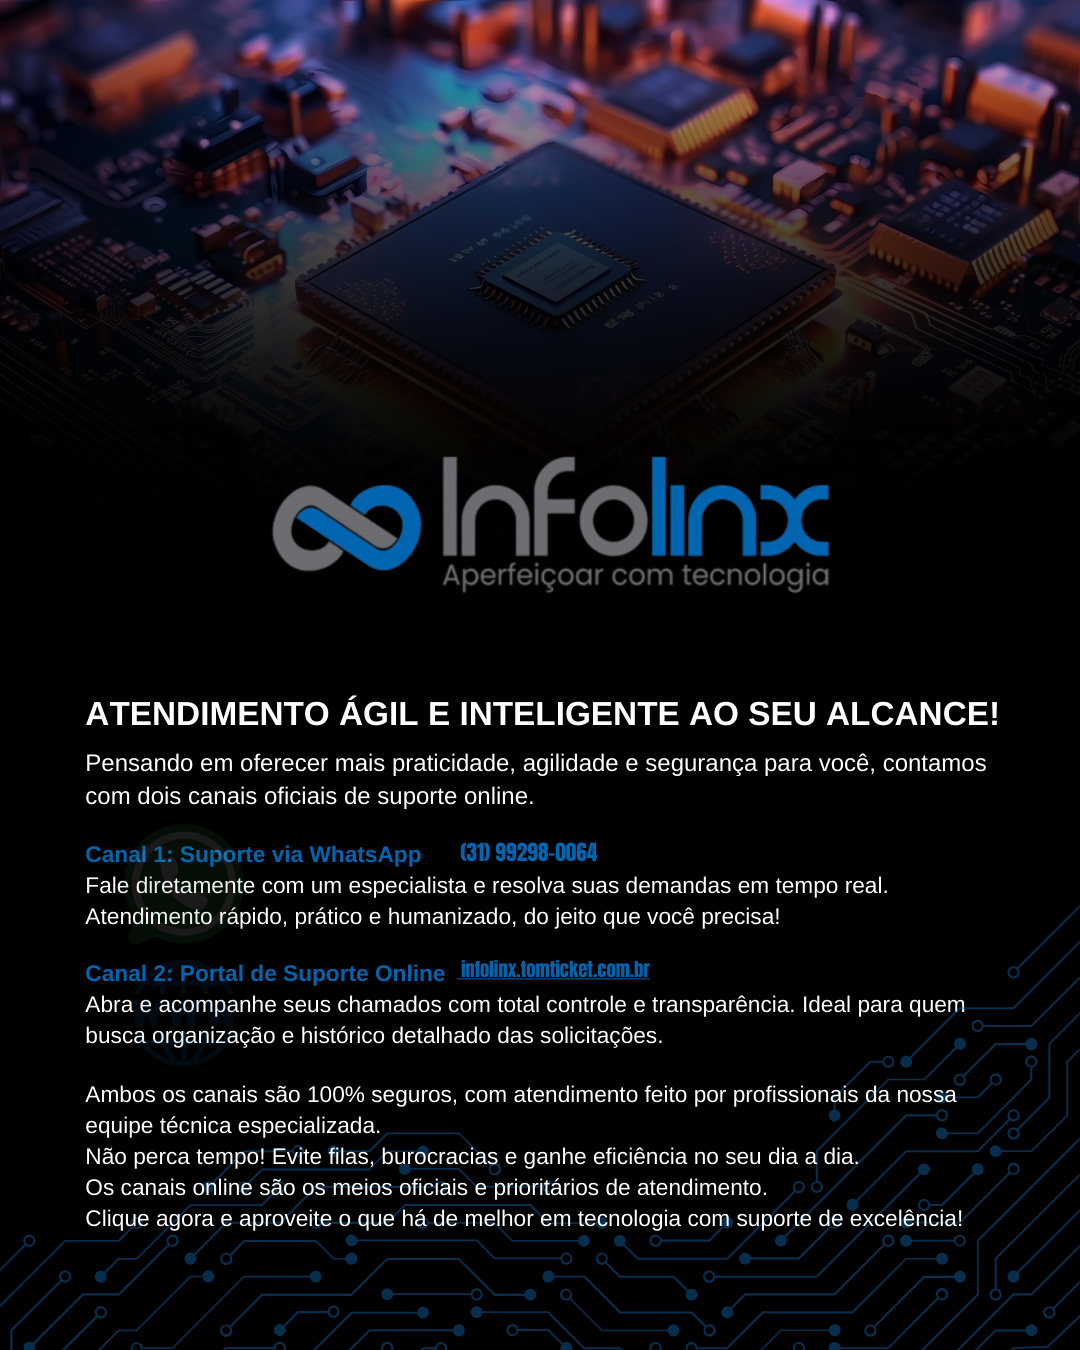 Infolinx
Aperfeiçoar com tecnologia
ATENDIMENTO ÁGIL E INTELIGENTE AO SEU ALCANCE!
Pensando em oferecer mais praticidade, agilidade e segurança para você, contamos
com dois canais oficiais de suporte online.
Canal 1: Suporte via WhatsApp (31) 99298-0064
Fale diretamente com um especialista e resolva suas demandas em tempo real.
Atendimento rápido, prático e humanizado, do jeito que você precisa!
Canal 2: Portal de Suporte Online infolinx.tomticket.com.br
Abra e acompanhe seus chamados com total controle e transparência. Ideal para quem
busca organização e histórico detalhado das solicitações.
Ambos os canais são 100% seguros, com atendimento feito por profissionais da nossa
equipe técnica especializada.
Não perca tempo! Evite filas, burocracias e ganhe eficiência no seu dia a dia.
Os canais online são os meios oficiais e prioritários de atendimento.
Clique agora e aproveite o que há de melhor em tecnologia com suporte de excelência!